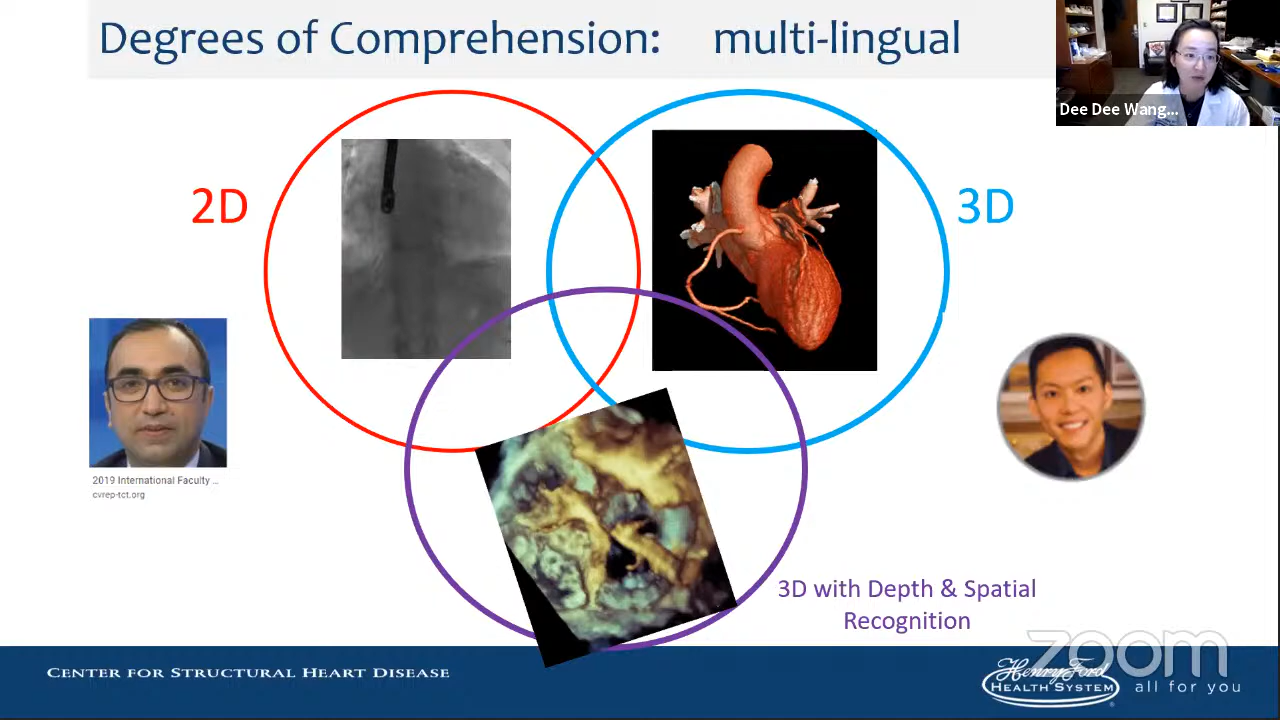 Degrees of Comprehension: multi-lingual
Dee Dee Wang...
2D
3D
2019 International Faculty ...
cvrep-tct.org
3D with Depth & Spatial
Recognition
zoom
CENTER FOR STRUCTURAL HEART DISEASE
Henry Ford
HEALTH SYSTEM
all for you